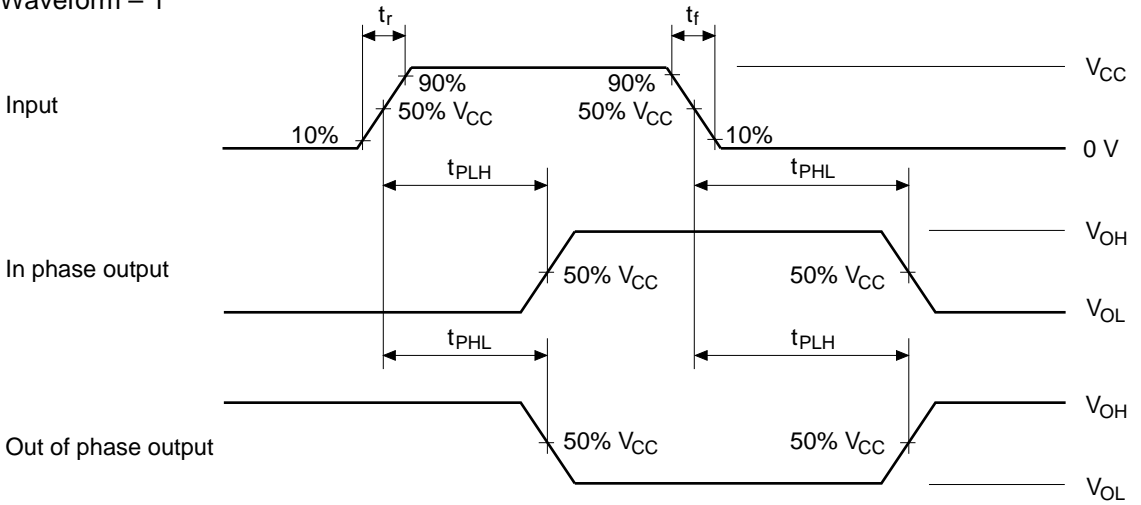 Waveform – 1
tr tf
Input
90% 90% VCC
50% VCC 50% VCC
10% 10% 0 V
tPLH tPHL
In phase output
VOH
50% VCC 50% VCC
VOL
tPHL tPLH
Out of phase output
VOH
50% VCC 50% VCC
VOL